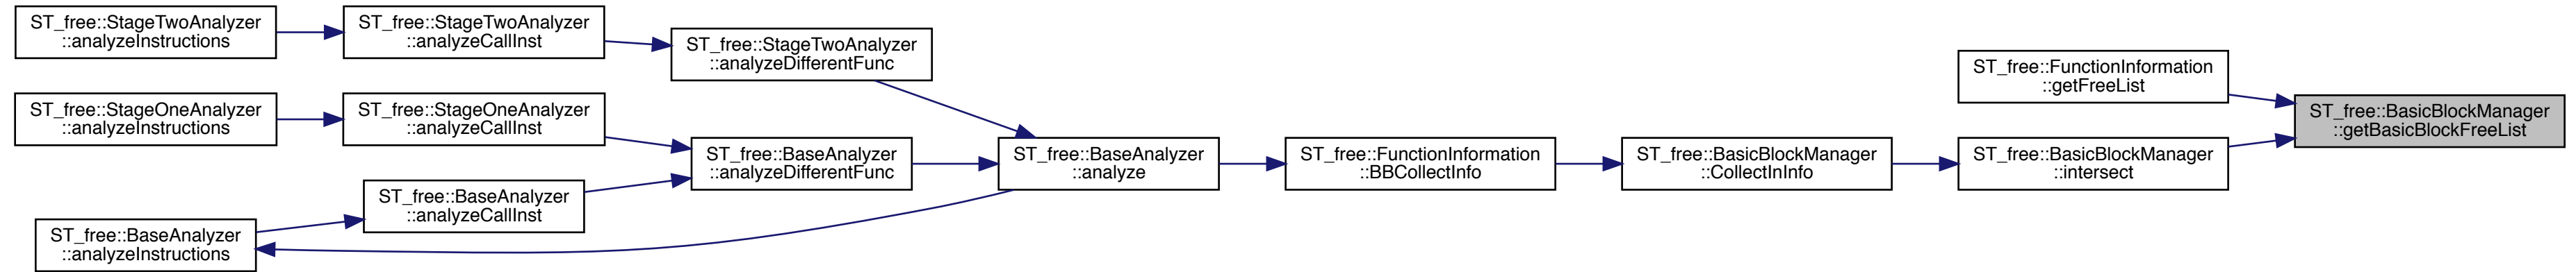 ST_free::StageTwoAnalyzer
::analyzeInstructions
ST_free::StageTwoAnalyzer
::analyzeCallInst
ST_free::StageTwoAnalyzer
::analyzeDifferentFunc
ST_free::FunctionInformation
::getFreeList
ST_free::BasicBlockManager
::getBasicBlockFreeList
ST_free::StageOneAnalyzer
::analyzeInstructions
ST_free::StageOneAnalyzer
::analyzeCallInst
ST_free::BaseAnalyzer
::analyzeDifferentFunc
ST_free::BaseAnalyzer
::analyze
ST_free::FunctionInformation
::BBCollectInfo
ST_free::BasicBlockManager
::CollectInInfo
ST_free::BasicBlockManager
::intersect
ST_free::BaseAnalyzer
::analyzeCallInst
ST_free::BaseAnalyzer
::analyzeInstructions